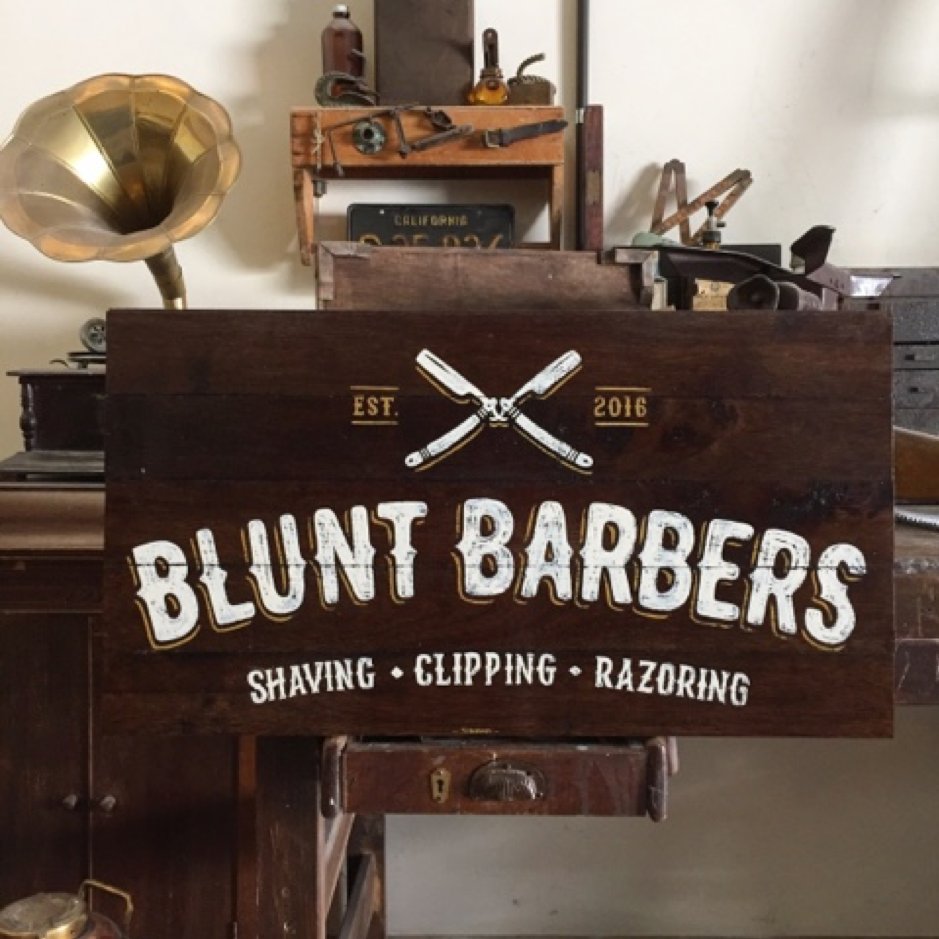 CALIFORNIA
EST. 2016
BLUNT BARBERS
SHAVING • CLIPPING • RAZORING